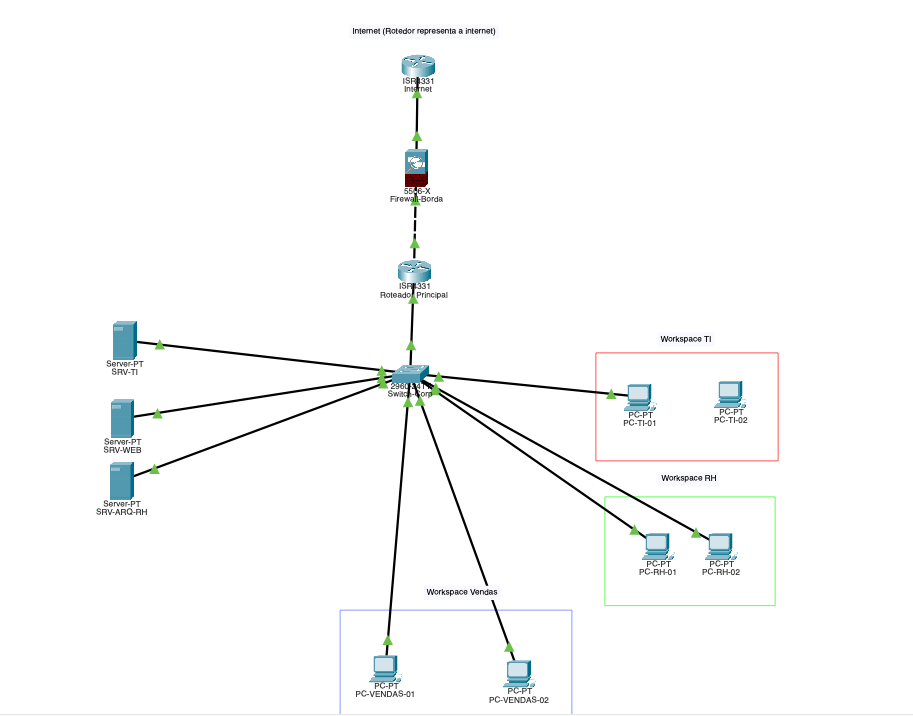 Internet (Rotedor representa a internet)
ISR4331
Internet
5506-X
Firewall-Borda
ISR4331
Roteador Principal
Server-PT
SRV-TI
2960-24TT
Switch-Corp
Workspace TI
PC-PT
PC-TI-01
PC-PT
PC-TI-02
Server-PT
SRV-WEB
Workspace RH
Server-PT
SRV-ARQ-RH
PC-PT
PC-RH-01
PC-PT
PC-RH-02
Workspace Vendas
PC-PT
PC-VENDAS-01
PC-PT
PC-VENDAS-02